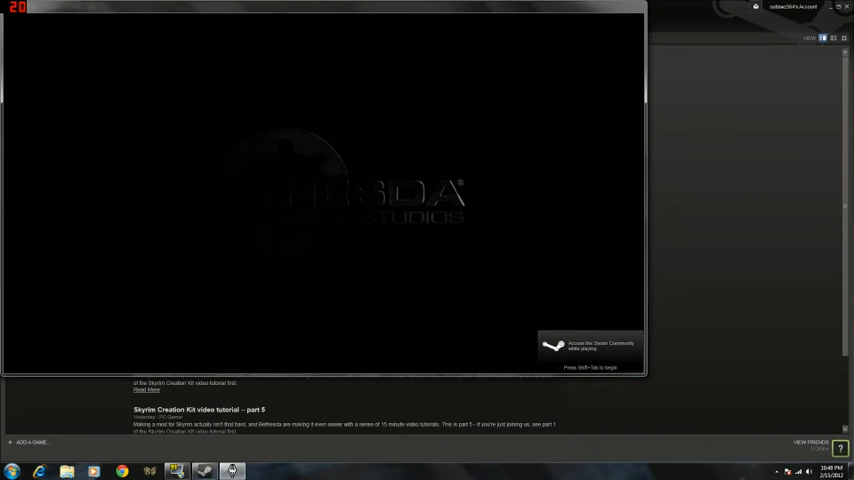 20
outlawz564's Account
VIEW
HESDA®
STUDIOS
Access the Steam Community
while playing.
Press Shift+Tab to begin
of the Skyrim Creation Kit video tutorial first.
Read More
Skyrim Creation Kit video tutorial – part 5
Yesterday - PC Gamer
Making a mod for Skyrim actually isn't that hard, and Bethesda are making it even easier with a series of 15 minute video tutorials. This is part 5 - if you're just joining us, see part 1
of the Skyrim Creation Kit video tutorial first.
+ ADD A GAME...
VIEW FRIENDS
Online
?
10:48 PM
2/15/2012